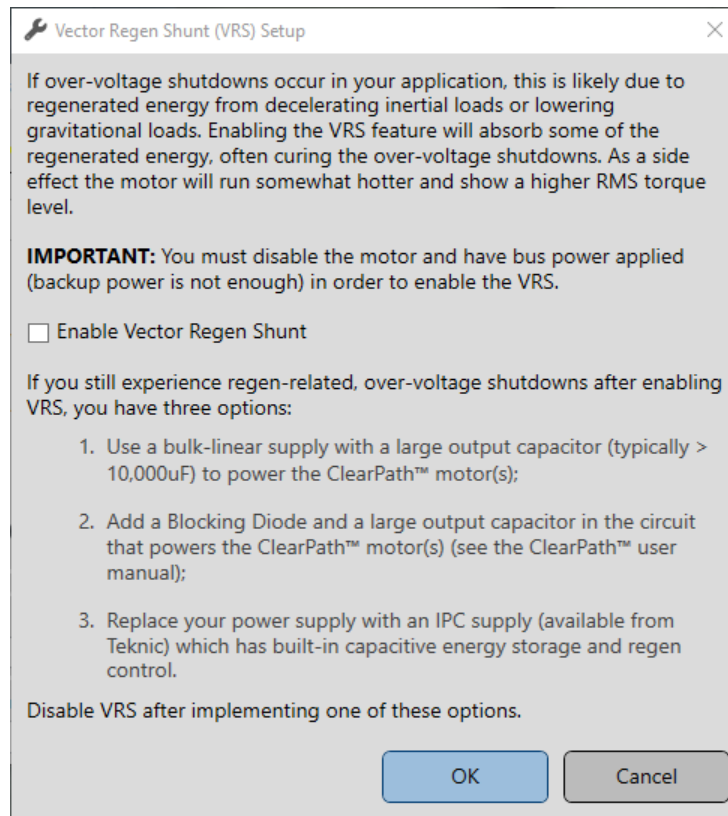 Vector Regen Shunt (VRS) Setup
If over-voltage shutdowns occur in your application, this is likely due to
regenerated energy from decelerating inertial loads or lowering
gravitational loads. Enabling the VRS feature will absorb some of the
regenerated energy, often curing the over-voltage shutdowns. As a side
effect the motor will run somewhat hotter and show a higher RMS torque
level.
IMPORTANT: You must disable the motor and have bus power applied
(backup power is not enough) in order to enable the VRS.
Enable Vector Regen Shunt
If you still experience regen-related, over-voltage shutdowns after enabling
VRS, you have three options:
1. Use a bulk-linear supply with a large output capacitor (typically >
10,000uF) to power the ClearPath™ motor(s);
2. Add a Blocking Diode and a large output capacitor in the circuit
that powers the ClearPath™ motor(s) (see the ClearPath™ user
manual);
3. Replace your power supply with an IPC supply (available from
Teknic) which has built-in capacitive energy storage and regen
control.
Disable VRS after implementing one of these options.
OK
Cancel